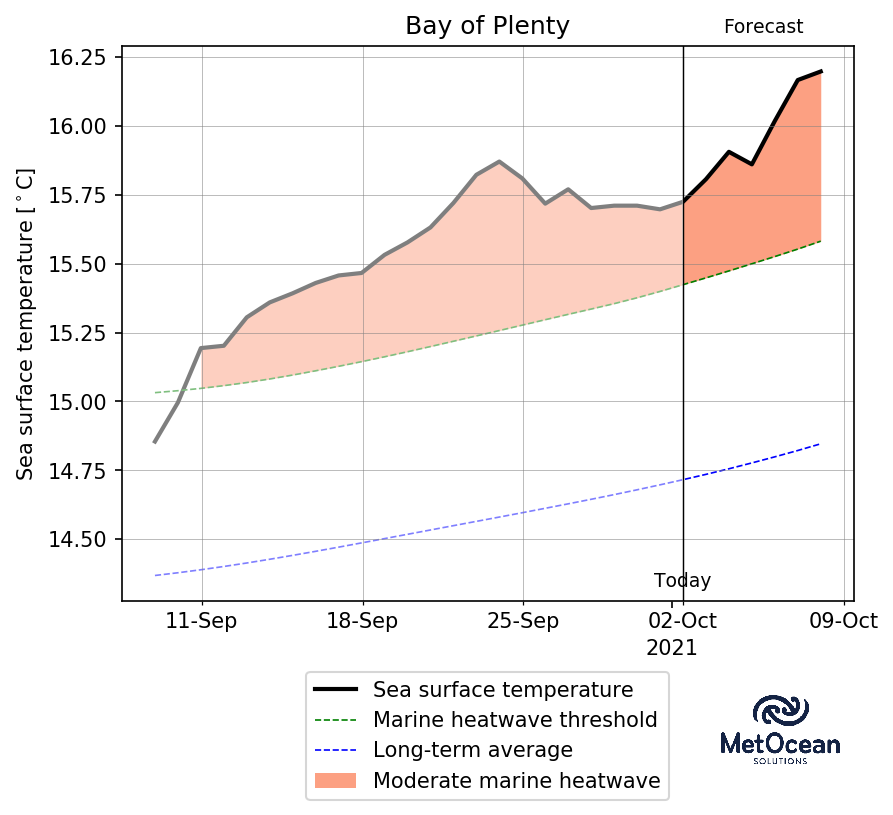 Bay of Plenty
Forecast
Sea surface temperature [°C]
16.25
16.00
15.75
15.50
15.25
15.00
14.75
14.50
Today
11-Sep
18-Sep
25-Sep
02-Oct
09-Oct
2021
Sea surface temperature
Marine heatwave threshold
Long-term average
Moderate marine heatwave
MetOcean
SOLUTIONS